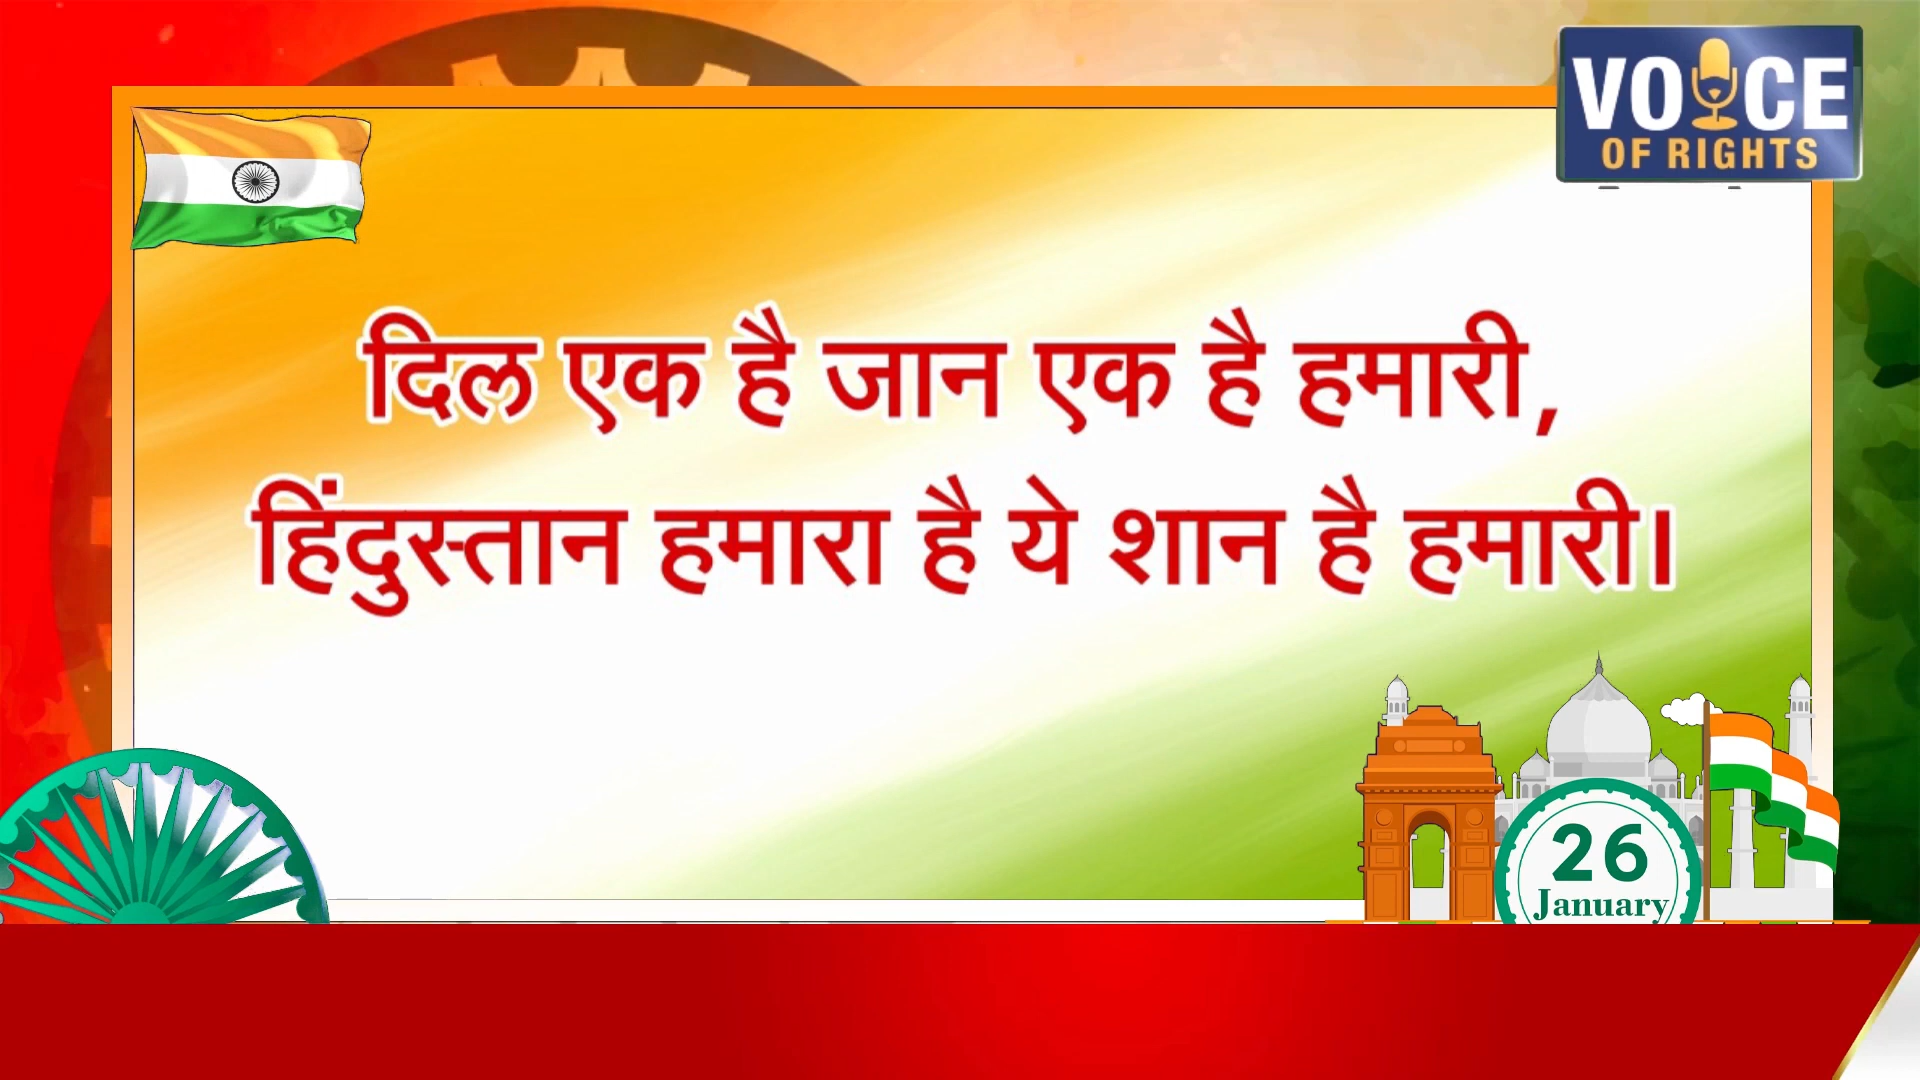 VOICE
OF RIGHTS
दिल एक है जान एक है हमारी,
हिंदुस्तान हमारा है ये शान है हमारी।
26
January